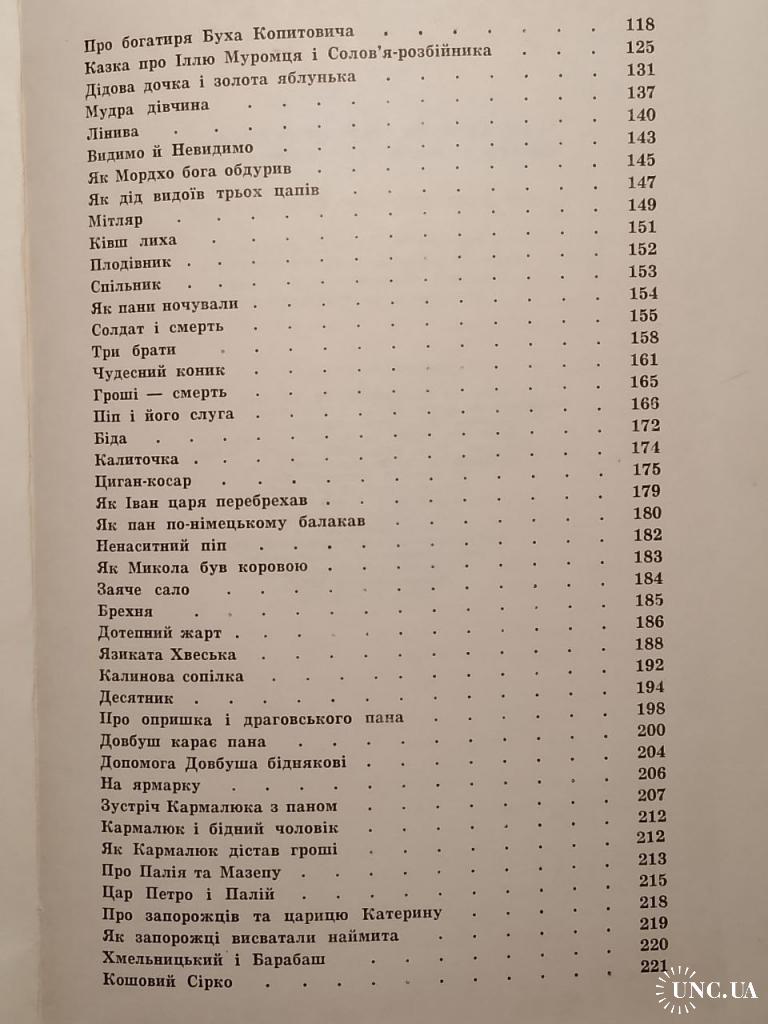 Про богатиря Буха Копитовича . . . . . . 118
Казка про Іллю Муромця і Солов'я-розбійника . . . 125
Дідова дочка і золота яблунька . . . . . . 131
Мудра дівчина . . . . . . . . . . 137
Лінива . . . . . . . . . . . . 140
Видимо й Невидимо . . . . . . . . . 143
Як Мордхо бога обдурив . . . . . . . . 145
Як дід видоїв трьох цапів . . . . . . . 147
Мітляр . . . . . . . . . . . . 149
Ківш лиха . . . . . . . . . . . 151
Плодівник . . . . . . . . . . . . 152
Спільник . . . . . . . . . . . . 153
Як пани ночували . . . . . . . . . . 154
Солдат і смерть . . . . . . . . . . 155
Три брати . . . . . . . . . . . 158
Чудесний коник . . . . . . . . . . 161
Гроші — смерть . . . . . . . . . . 165
Піп і його слуга . . . . . . . . . . 166
Біда . . . . . . . . . . . . . 172
Калиточка . . . . . . . . . . . . 174
Циган-косар . . . . . . . . . . . 175
Як Іван царя перебрехав . . . . . . . . 179
Як пан по-німецькому балакав . . . . . . 180
Ненаситний піп . . . . . . . . . . 182
Як Микола був коровою . . . . . . . . 183
Заяче сало . . . . . . . . . . . 184
Брехня . . . . . . . . . . . . 185
Дотепний жарт . . . . . . . . . . . 186
Язиката Хвеська . . . . . . . . . . 188
Калинова сопілка . . . . . . . . . . 192
Десятник . . . . . . . . . . . . 194
Про опришка і драговського пана . . . . . 198
Довбуш карає пана . . . . . . . . . 200
Допомога Довбуша біднякові . . . . . . . 204
На ярмарку . . . . . . . . . . . 206
Зустріч Кармалюка з паном . . . . . . . 207
Кармалюк і бідний чоловік . . . . . . . 212
Як Кармалюк дістав гроші . . . . . . . 212
Про Палія та Мазепу . . . . . . . . . 213
Цар Петро і Палій . . . . . . . . . 215
Про запорожців та царицю Катерину . . . . 218
Як запорожці висватали наймита . . . . . 219
Хмельницький і Барабаш . . . . . . . 220
Кошовий Сірко . . . . . . . . . . 221
UNC.UA